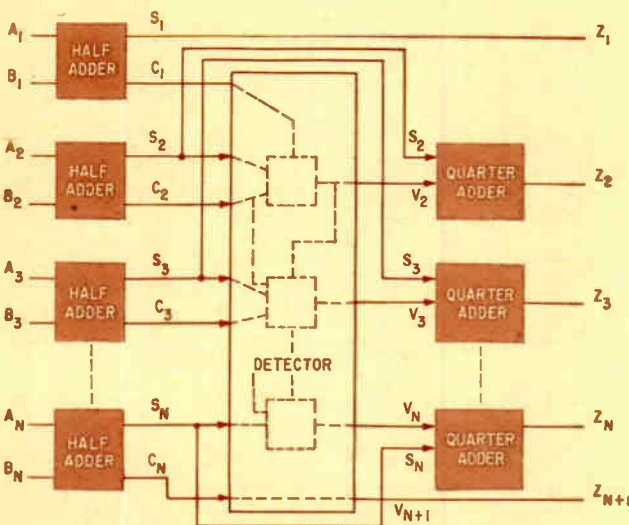 A1 S1 Z1
HALF ADDER
B1 C1
A2 S2 S2
HALF ADDER QUARTER ADDER Z2
B2 C2 V2
A3 S3 S3
HALF ADDER QUARTER ADDER Z3
B3 C3 V3
DETECTOR
AN SN VN ZN
HALF ADDER QUARTER ADDER
BN CN SN
VN+1 ZN+1